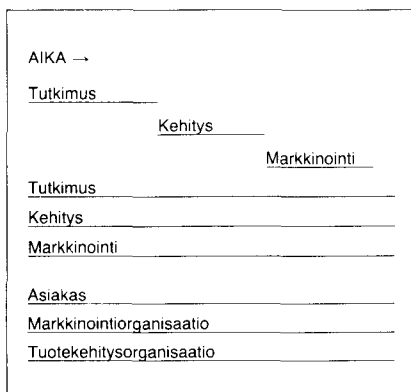 AIKA →
Tutkimus
Kehitys
Markkinointi
Tutkimus
Kehitys
Markkinointi
Asiakas
Markkinointiorganisaatio
Tuotekehitysorganisaatio